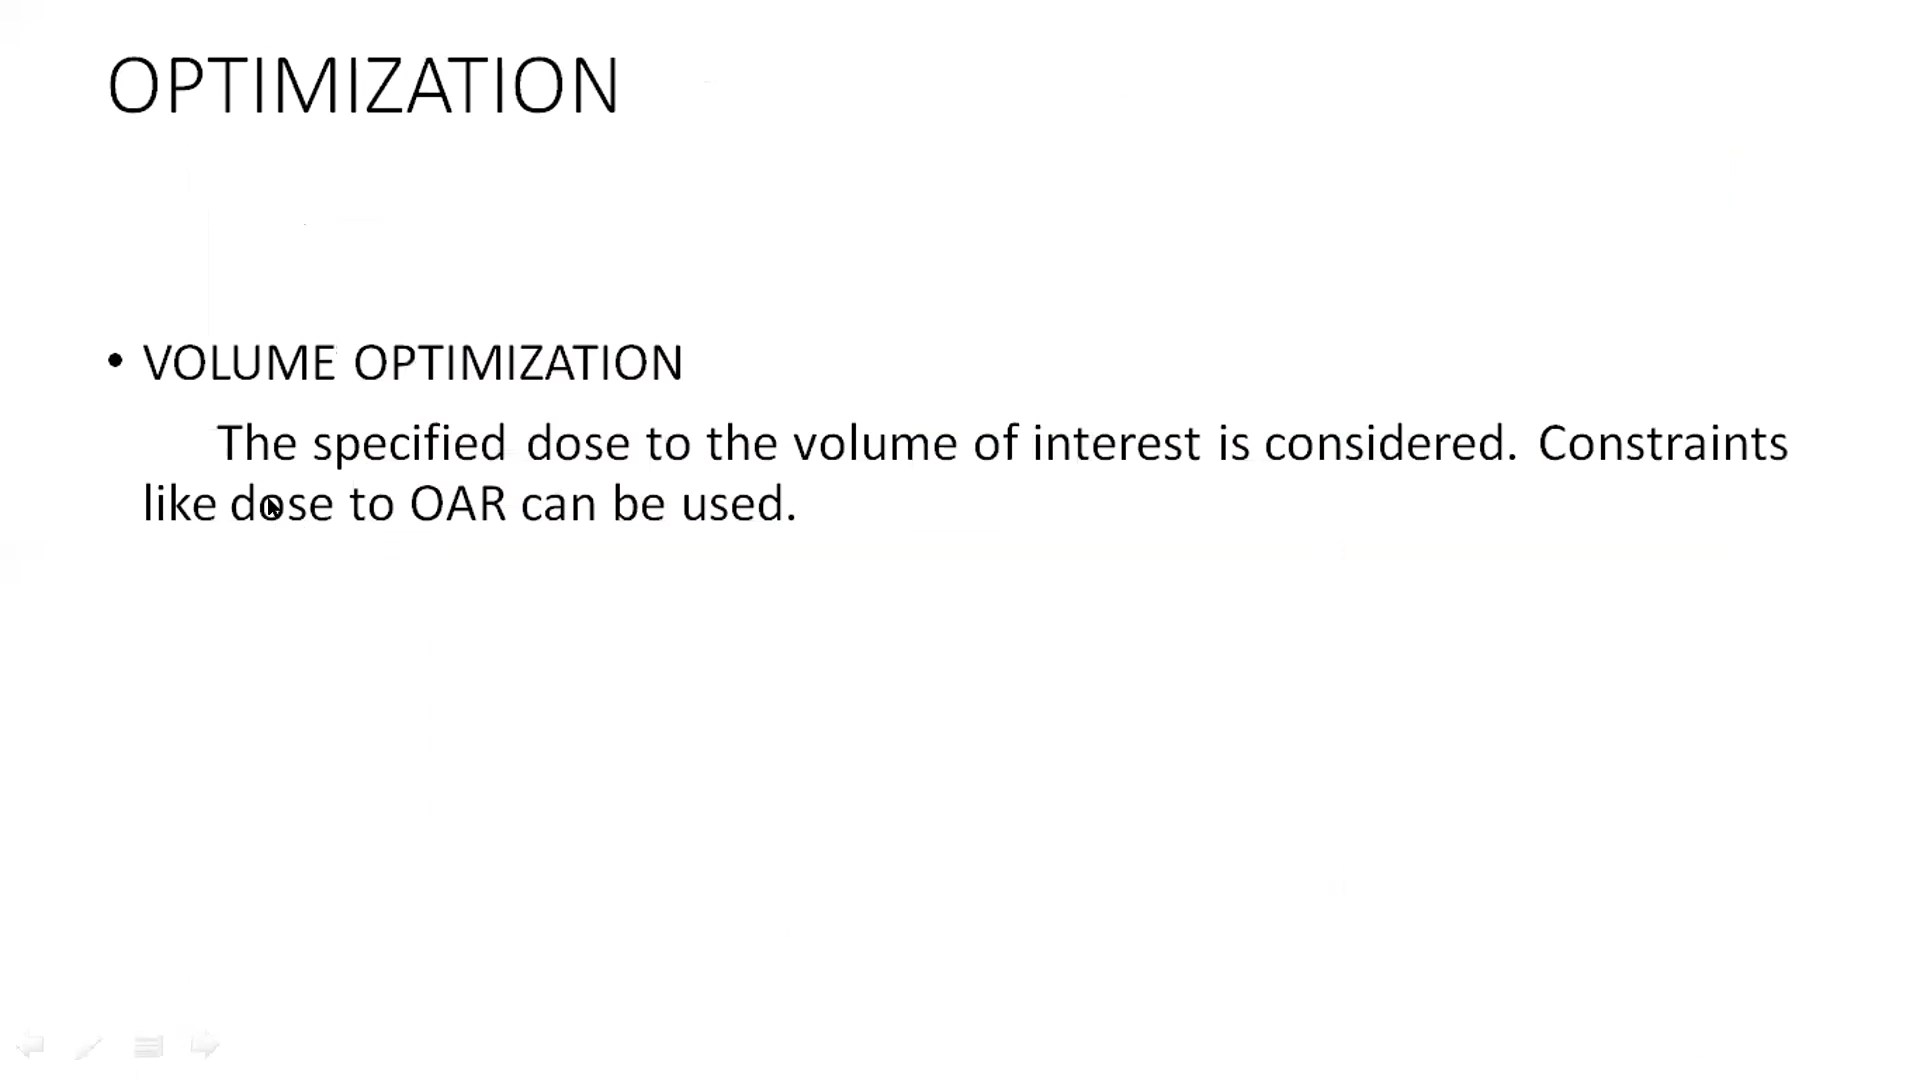 OPTIMIZATION
• VOLUME OPTIMIZATION
The specified dose to the volume of interest is considered. Constraints
like dose to OAR can be used.